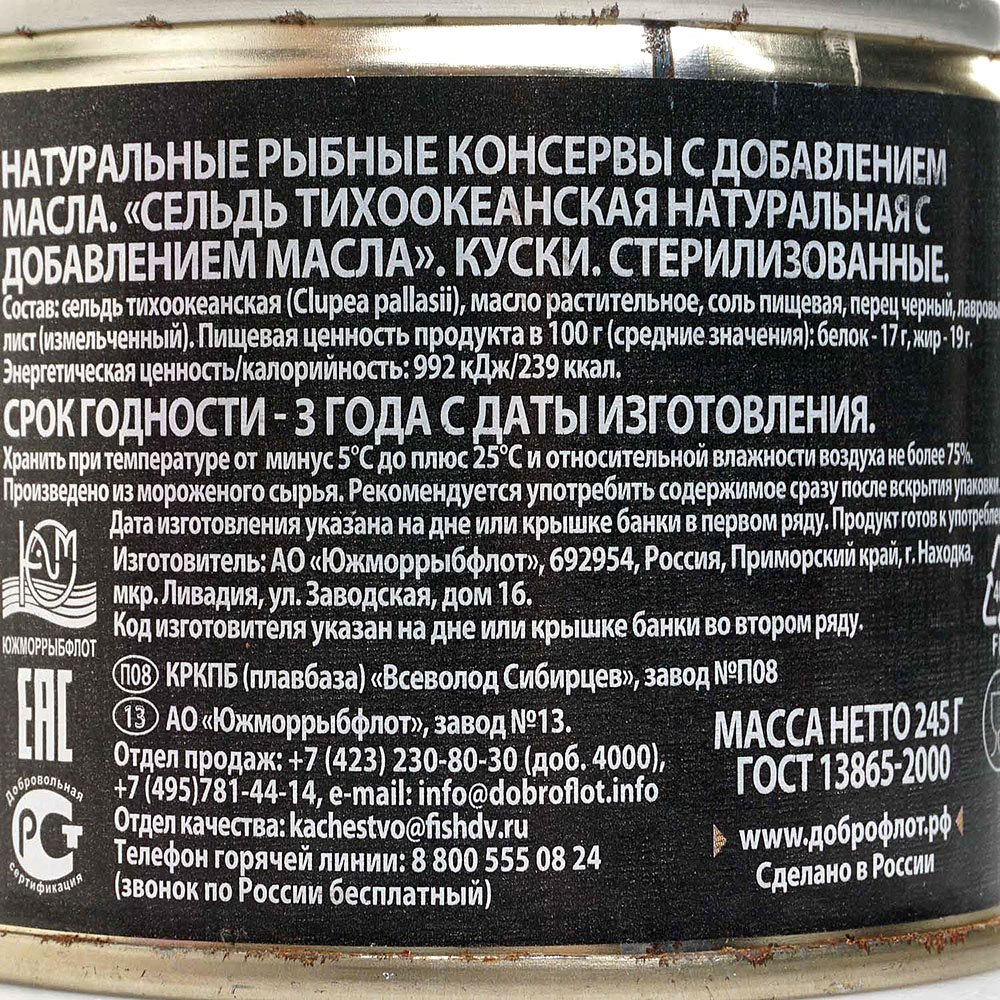 НАТУРАЛЬНЫЕ РЫБНЫЕ КОНСЕРВЫ С ДОБАВЛЕНИЕМ
МАСЛА. «СЕЛЬДЬ ТИХООКЕАНСКАЯ НАТУРАЛЬНАЯ С
ДОБАВЛЕНИЕМ МАСЛА». КУСКИ. СТЕРИЛИЗОВАННЫЕ.
Состав: сельдь тихоокеанская (Clupea pallasii), масло растительное, соль пищевая, перец черный,
лист (измельченный). Пищевая ценность продукта в 100 г (средние значения): белок - 17 г, жир - 19 г.
Энергетическая ценность/калорийность: 992 кДж/239 ккал.
СРОК ГОДНОСТИ - 3 ГОДА С ДАТЫ ИЗГОТОВЛЕНИЯ.
Хранить при температуре от минус 5°С до плюс 25°С и относительной влажности воздуха не более 75%.
Произведено из мороженого сырья. Рекомендуется употребить содержимое сразу после вскрытия упаковки.
Дата изготовления указана на дне или крышке банки в первом ряду. Продукт готов к
Изготовитель: АО «Южморрыбфлот», 692954, Россия, Приморский край, г. Находка,
мкр. Ливадия, ул. Заводская, дом 16.
Код изготовителя указан на дне или крышке банки во втором ряду.
ЮЖМОРРЫБФЛОТ
П08 КРКПБ (плавбаза) «Всеволод Сибирцев», завод №П08
13 АО «Южморрыбфлот», завод №13.
EAC
Отдел продаж: +7 (423) 230-80-30 (доб. 4000),
+7 (495)781-44-14, e-mail: info@dobroflot.info
Отдел качества: kachestvo@fishdv.ru
Телефон горячей линии: 8 800 555 08 24
(звонок по России бесплатный)
Добровольная
РСТ
сертификация
МАССА НЕТТО 245 Г
ГОСТ 13865-2000
www.доброфлот.рф
Сделано в России